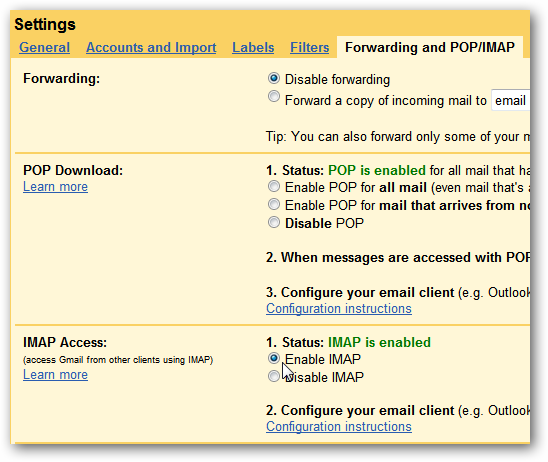 Settings
General Accounts and Import Labels Filters Forwarding and POP/IMAP
Forwarding:
Disable forwarding
Forward a copy of incoming mail to email
Tip: You can also forward only some of your m
POP Download:
Learn more
1. Status: POP is enabled for all mail that ha
Enable POP for all mail (even mail that's a
Enable POP for mail that arrives from no
Disable POP
2. When messages are accessed with POP
3. Configure your email client (e.g. Outlook
Configuration instructions
IMAP Access:
(access Gmail from other clients using IMAP)
Learn more
1. Status: IMAP is enabled
Enable IMAP
Disable IMAP
2. Configure your email client (e.g. Outlook
Configuration instructions